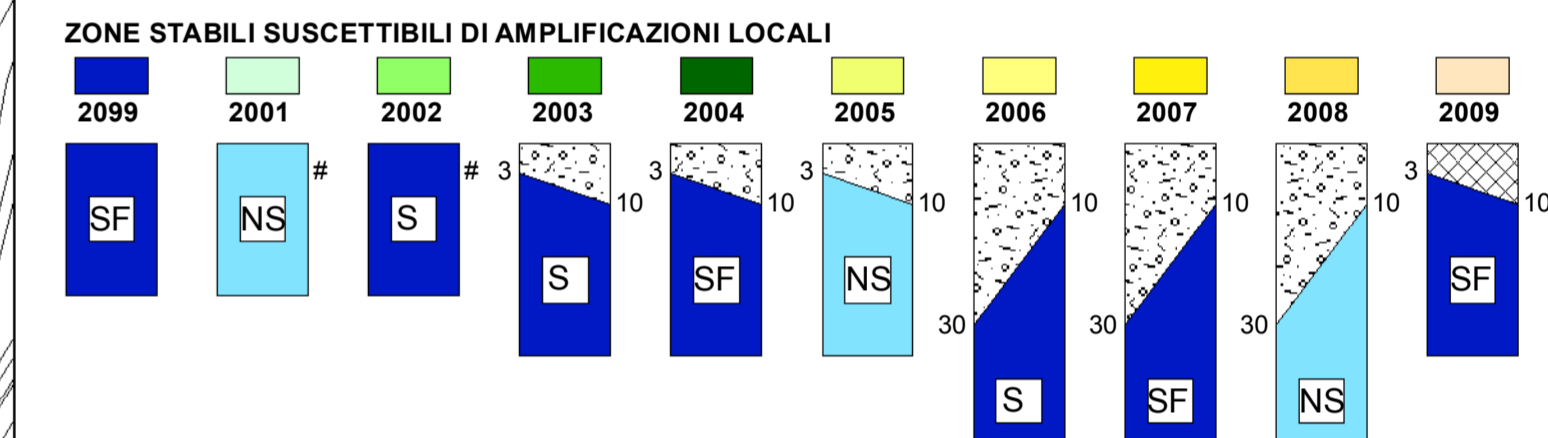 ZONE STABILI SUSCETTIBILI DI AMPLIFICAZIONI LOCALI
2099 2001 2002 2003 2004 2005 2006 2007 2008 2009
# # 3 3 3 3
10 10 10 10 10 10 10
SF NS S
S SF NS SF
30 30 30
S SF NS